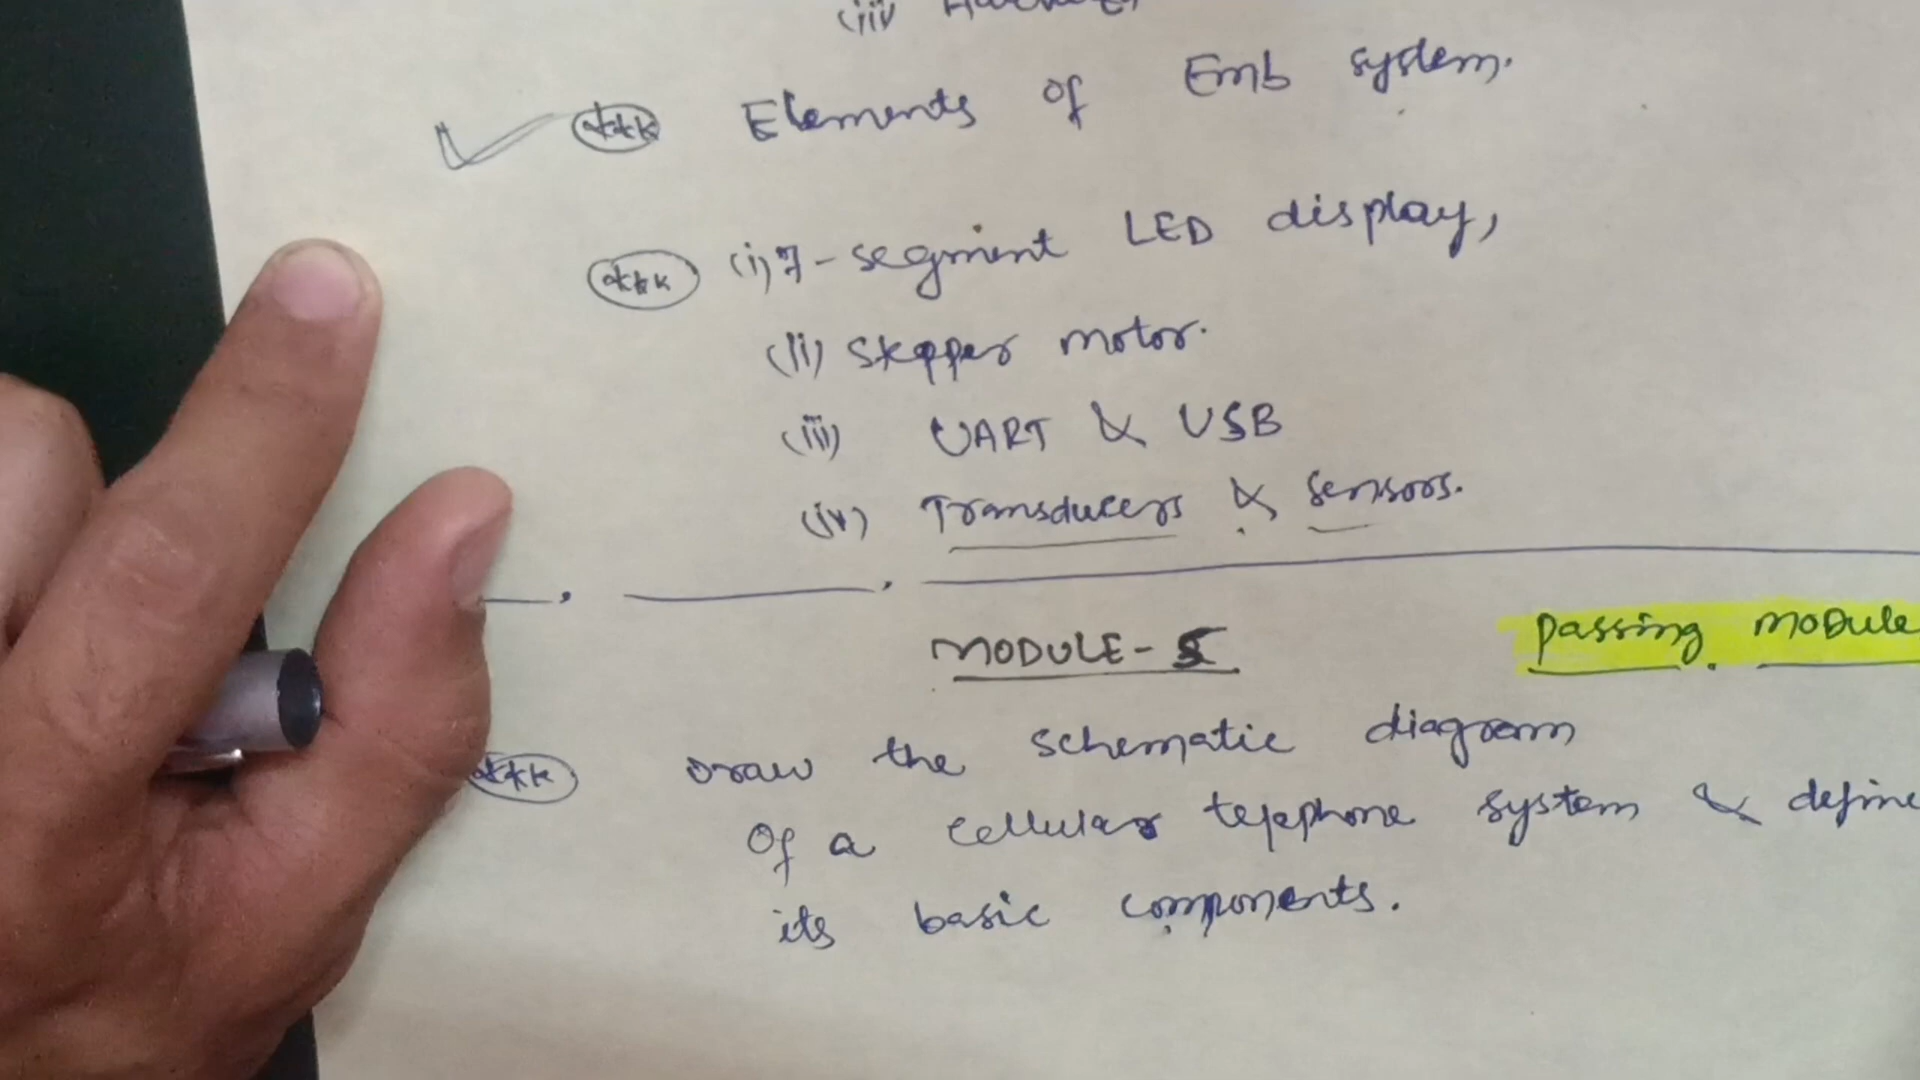 (iii)
*** Elements of Emb system.
*** (i) 7-segment LED display,
(ii) Stepper motor.
(iii) UART & USB
(iv) Transducers & sensors.
MODULE-5 Passing Module
*** Draw the schematic diagram
of a cellular telephone system & define
its basic components.